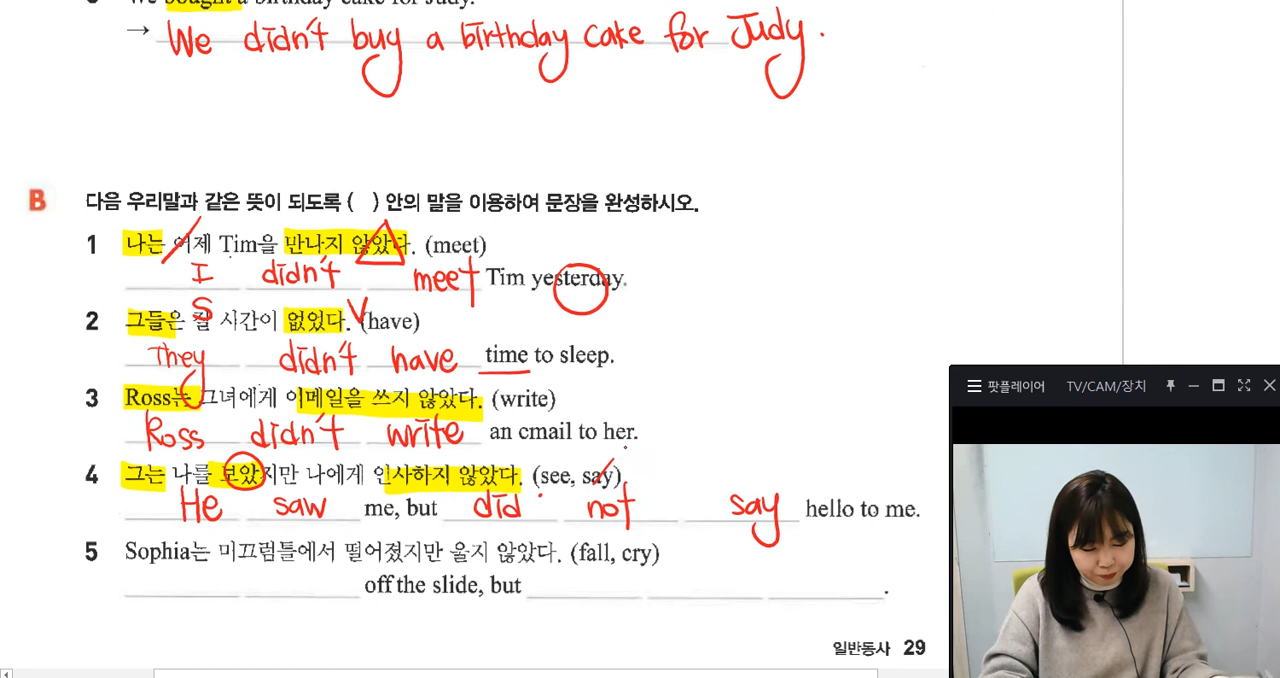 We bought a birthday cake for Judy.
→ We didn't buy a birthday cake for Judy.
B 다음 우리말과 같은 뜻이 되도록 ( ) 안의 말을 이용하여 문장을 완성하시오.
1 나는 어제 Tim을 만나지 않았다. (meet)
I didn't meet Tim yesterday.
S
2 그들은 잘 시간이 없었다. (have)
They didn't have time to sleep.
3 Ross는 그녀에게 이메일을 쓰지 않았다. (write)
Ross didn't write an email to her.
4 그는 나를 보았지만 나에게 인사하지 않았다. (see, say)
He saw me, but did not say hello to me.
5 Sophia는 미끄럼틀에서 떨어졌지만 울지 않았다. (fall, cry)
off the slide, but .
일반동사 29
팟플레이어 TV/CAM/장치